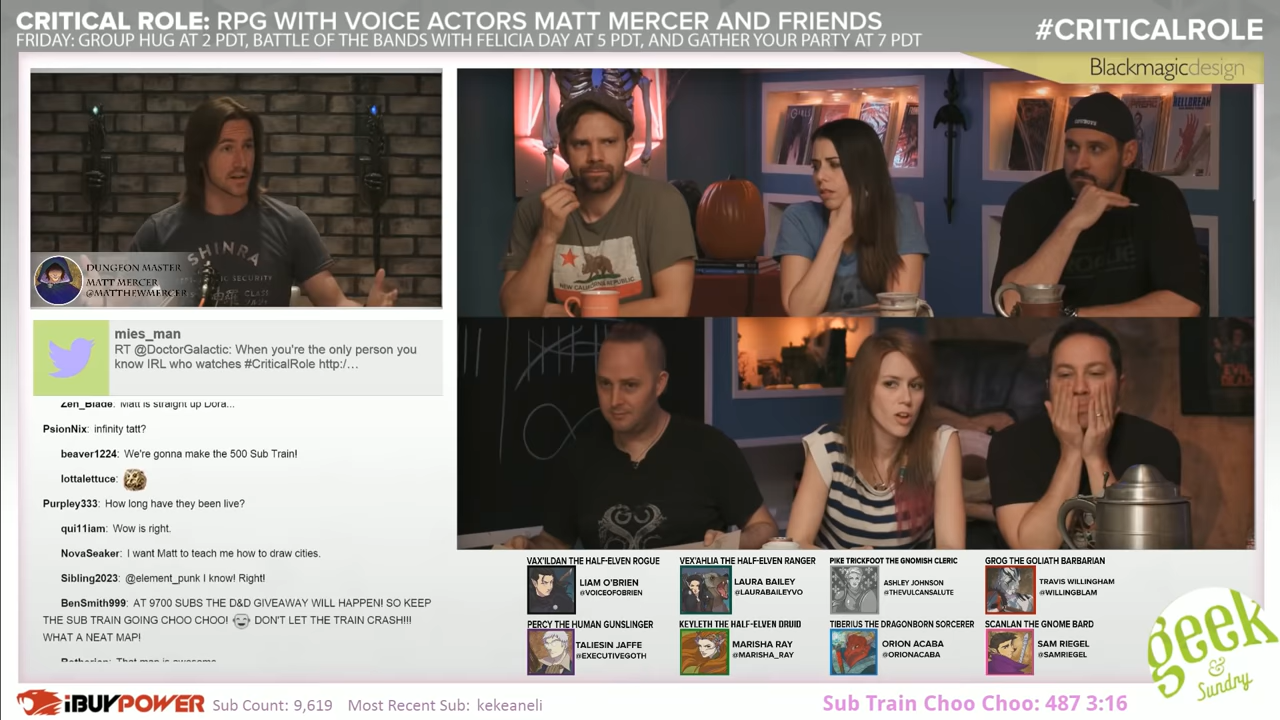 CRITICAL ROLE: RPG WITH VOICE ACTORS MATT MERCER AND FRIENDS
FRIDAY: GROUP HUG AT 2 PDT, BATTLE OF THE BANDS WITH FELICIA DAY AT 5 PDT, AND GATHER YOUR PARTY AT 7 PDT
#CRITICALROLE
Blackmagicdesign
SHINRA
DUNGEON MASTER
MATT MERCER
@MATTHEWMERCER
NEW CALIFORNIA REPUBLIC
HELLBREAK
mies_man
RT @DoctorGalactic: When you're the only person you
know IRL who watches #CriticalRole http:/…
Zen_Blade: Matt is straight up Dora...
PsionNix: infinity tatt?
beaver1224: We're gonna make the 500 Sub Train!
lottalettuce:
Purpley333: How long have they been live?
qui11iam: Wow is right.
NovaSeaker: I want Matt to teach me how to draw cities.
Sibling2023: @element_punk I know! Right!
BenSmith999: AT 9700 SUBS THE D&D GIVEAWAY WILL HAPPEN! SO KEEP
THE SUB TRAIN GOING CHOO CHOO! DON'T LET THE TRAIN CRASH!!!
WHAT A NEAT MAP!
VAX'ILDAN THE HALF-ELVEN ROGUE
LIAM O'BRIEN
@VOICEOFOBRIEN
VEX'AHLIA THE HALF-ELVEN RANGER
LAURA BAILEY
@LAURABAILEYVO
PIKE TRICKFOOT THE GNOMISH CLERIC
ASHLEY JOHNSON
@THEVULCANSALUTE
GROG THE GOLIATH BARBARIAN
TRAVIS WILLINGHAM
@WILLINGBLAM
PERCY THE HUMAN GUNSLINGER
TALIESIN JAFFE
@EXECUTIVEGOTH
KEYLETH THE HALF-ELVEN DRUID
MARISHA RAY
@MARISHA_RAY
TIBERIUS THE DRAGONBORN SORCERER
ORION ACABA
@ORIONACABA
SCANLAN THE GNOME BARD
SAM RIEGEL
@SAMRIEGEL
geek
&
Sundry
iBUYPOWER
Sub Count: 9,619
Most Recent Sub: kekeaneli
Sub Train Choo Choo: 487 3:16